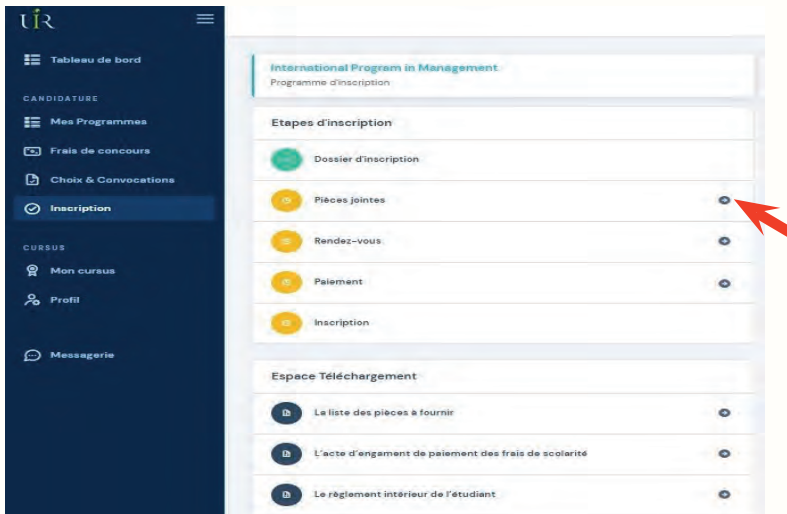 UIR
Tableau de bord
CANDIDATURE
Mes Programmes
Frais de concours
Choix & Convocations
Inscription
CURSUS
Mon cursus
Profil
Messagerie
International Program in Management
Programme d'inscription
Etapes d'inscription
Dossier d'inscription
Pièces jointes
Rendez-vous
Paiement
Inscription
Espace Téléchargement
La liste des pièces à fournir
L'acte d'engament de paiement des frais de scolarité
Le règlement intérieur de l'étudiant